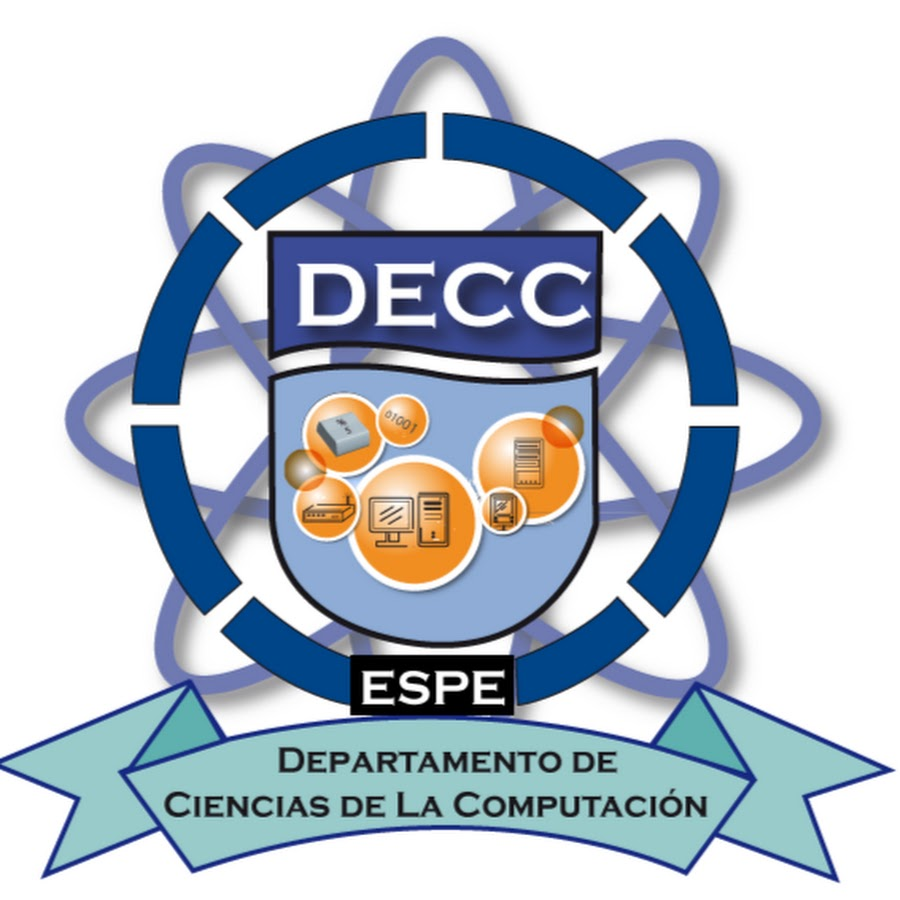 DECC
01001
ESPE
DEPARTAMENTO DE
CIENCIAS DE LA COMPUTACIÓN